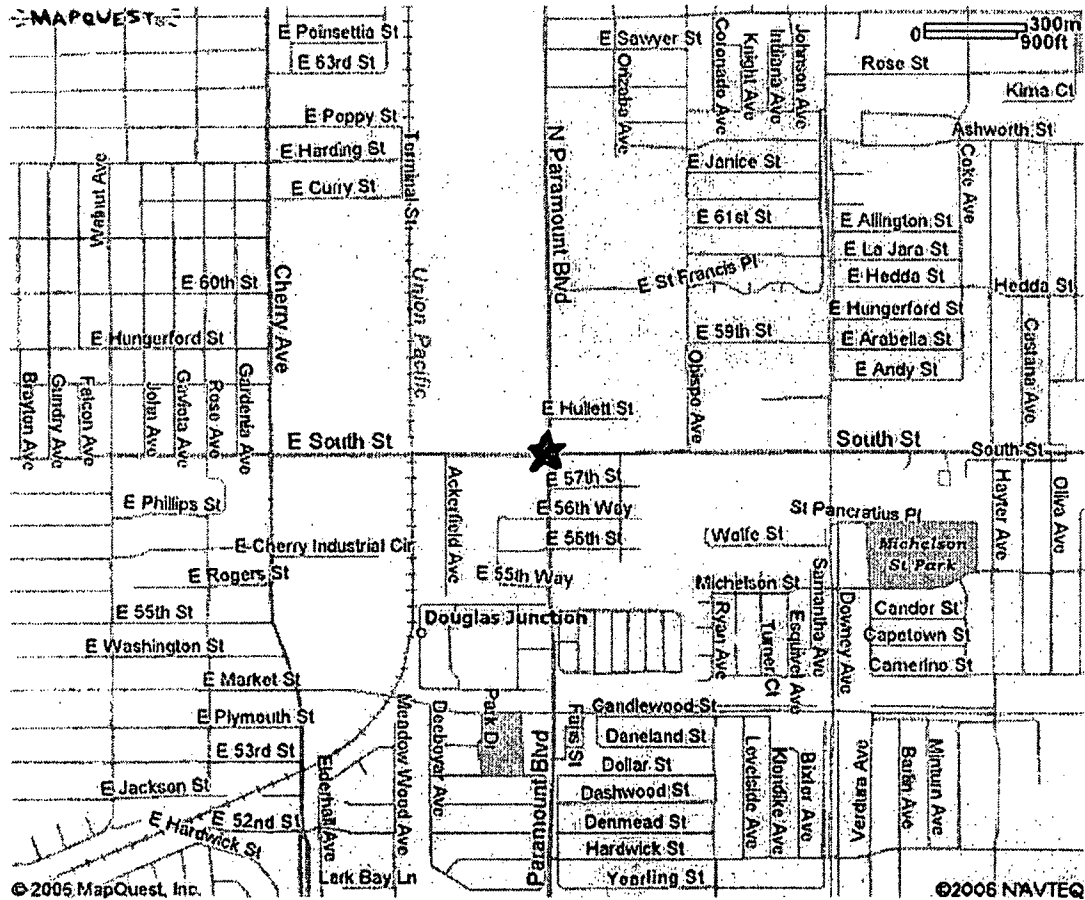 MAPQUEST
300m
0
900ft
E Poinsettia St
E 63rd St
E Sawyer St
Coronado Ave
Knight Ave
Indiana Ave
Johnson Ave
Rose St
Kima Ct
Orizaba Ave
E Poppy St
Terminal St
N Paramount Blvd
Ashworth St
E Harding St
E Janice St
Coke Ave
Walnut Ave
E Curry St
E 61st St
E Allington St
E La Jara St
Cherry Ave
Union Pacific
E St Francis Pl
E Hedda St
Hedda St
E 60th St
E Hungerford St
E Hungerford St
E 59th St
E Arabella St
Castana Ave
E Andy St
Brayton Ave
Gundry Ave
Falcon Ave
John Ave
Gaviota Ave
Rose Ave
Gardenia Ave
Obispo Ave
E Hullett St
E South St
South St
South St
E 57th St
Ackerfield Ave
Hayter Ave
Oliva Ave
E Phillips St
E 56th Way
St Pancratius Pl
E 56th St
Wolfe St
Michelson
St Park
E Cherry Industrial Cir
E 55th Way
E Rogers St
Michelson St
Samantha Ave
Downey Ave
E 55th St
Douglas Junction
Ryan Ave
Turner Ct
Esquivel Ave
Candor St
Capetown St
Camerino St
E Washington St
E Market St
Candlewood St
E Plymouth St
Meadow Wood Ave
Deeboyar Ave
Park Dr
Paramount Blvd
Faris St
Daneland St
E 53rd St
Dollar St
Loveside Ave
Klondike Ave
Bixler Ave
Verdura Ave
Barlin Ave
Minturn Ave
E Jackson St
Dashwood St
E Hardwick St
E 52nd St
Elderhall Ave
Denmead St
Hardwick St
Lark Bay Ln
Yearling St
© 2005 MapQuest, Inc.
©2006 NAVTEQ